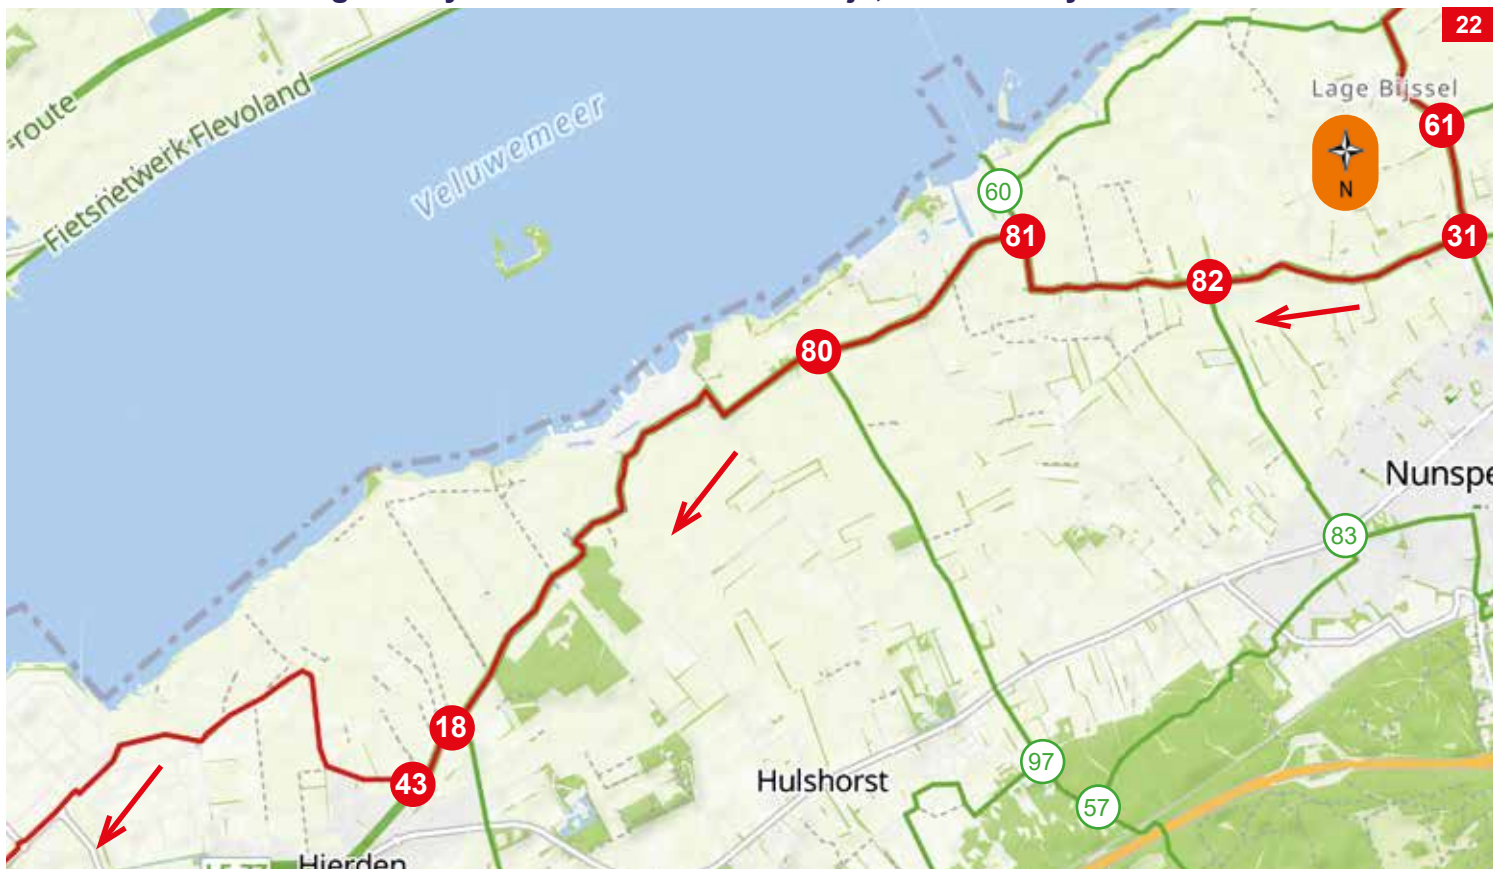 22
Lage Bijssel
61
-route
Fietsnetwerk Flevoland
Veluwemeer
N
60
81
31
82
80
Nunspe
83
18
97
43
Hulshorst
57
Hierden